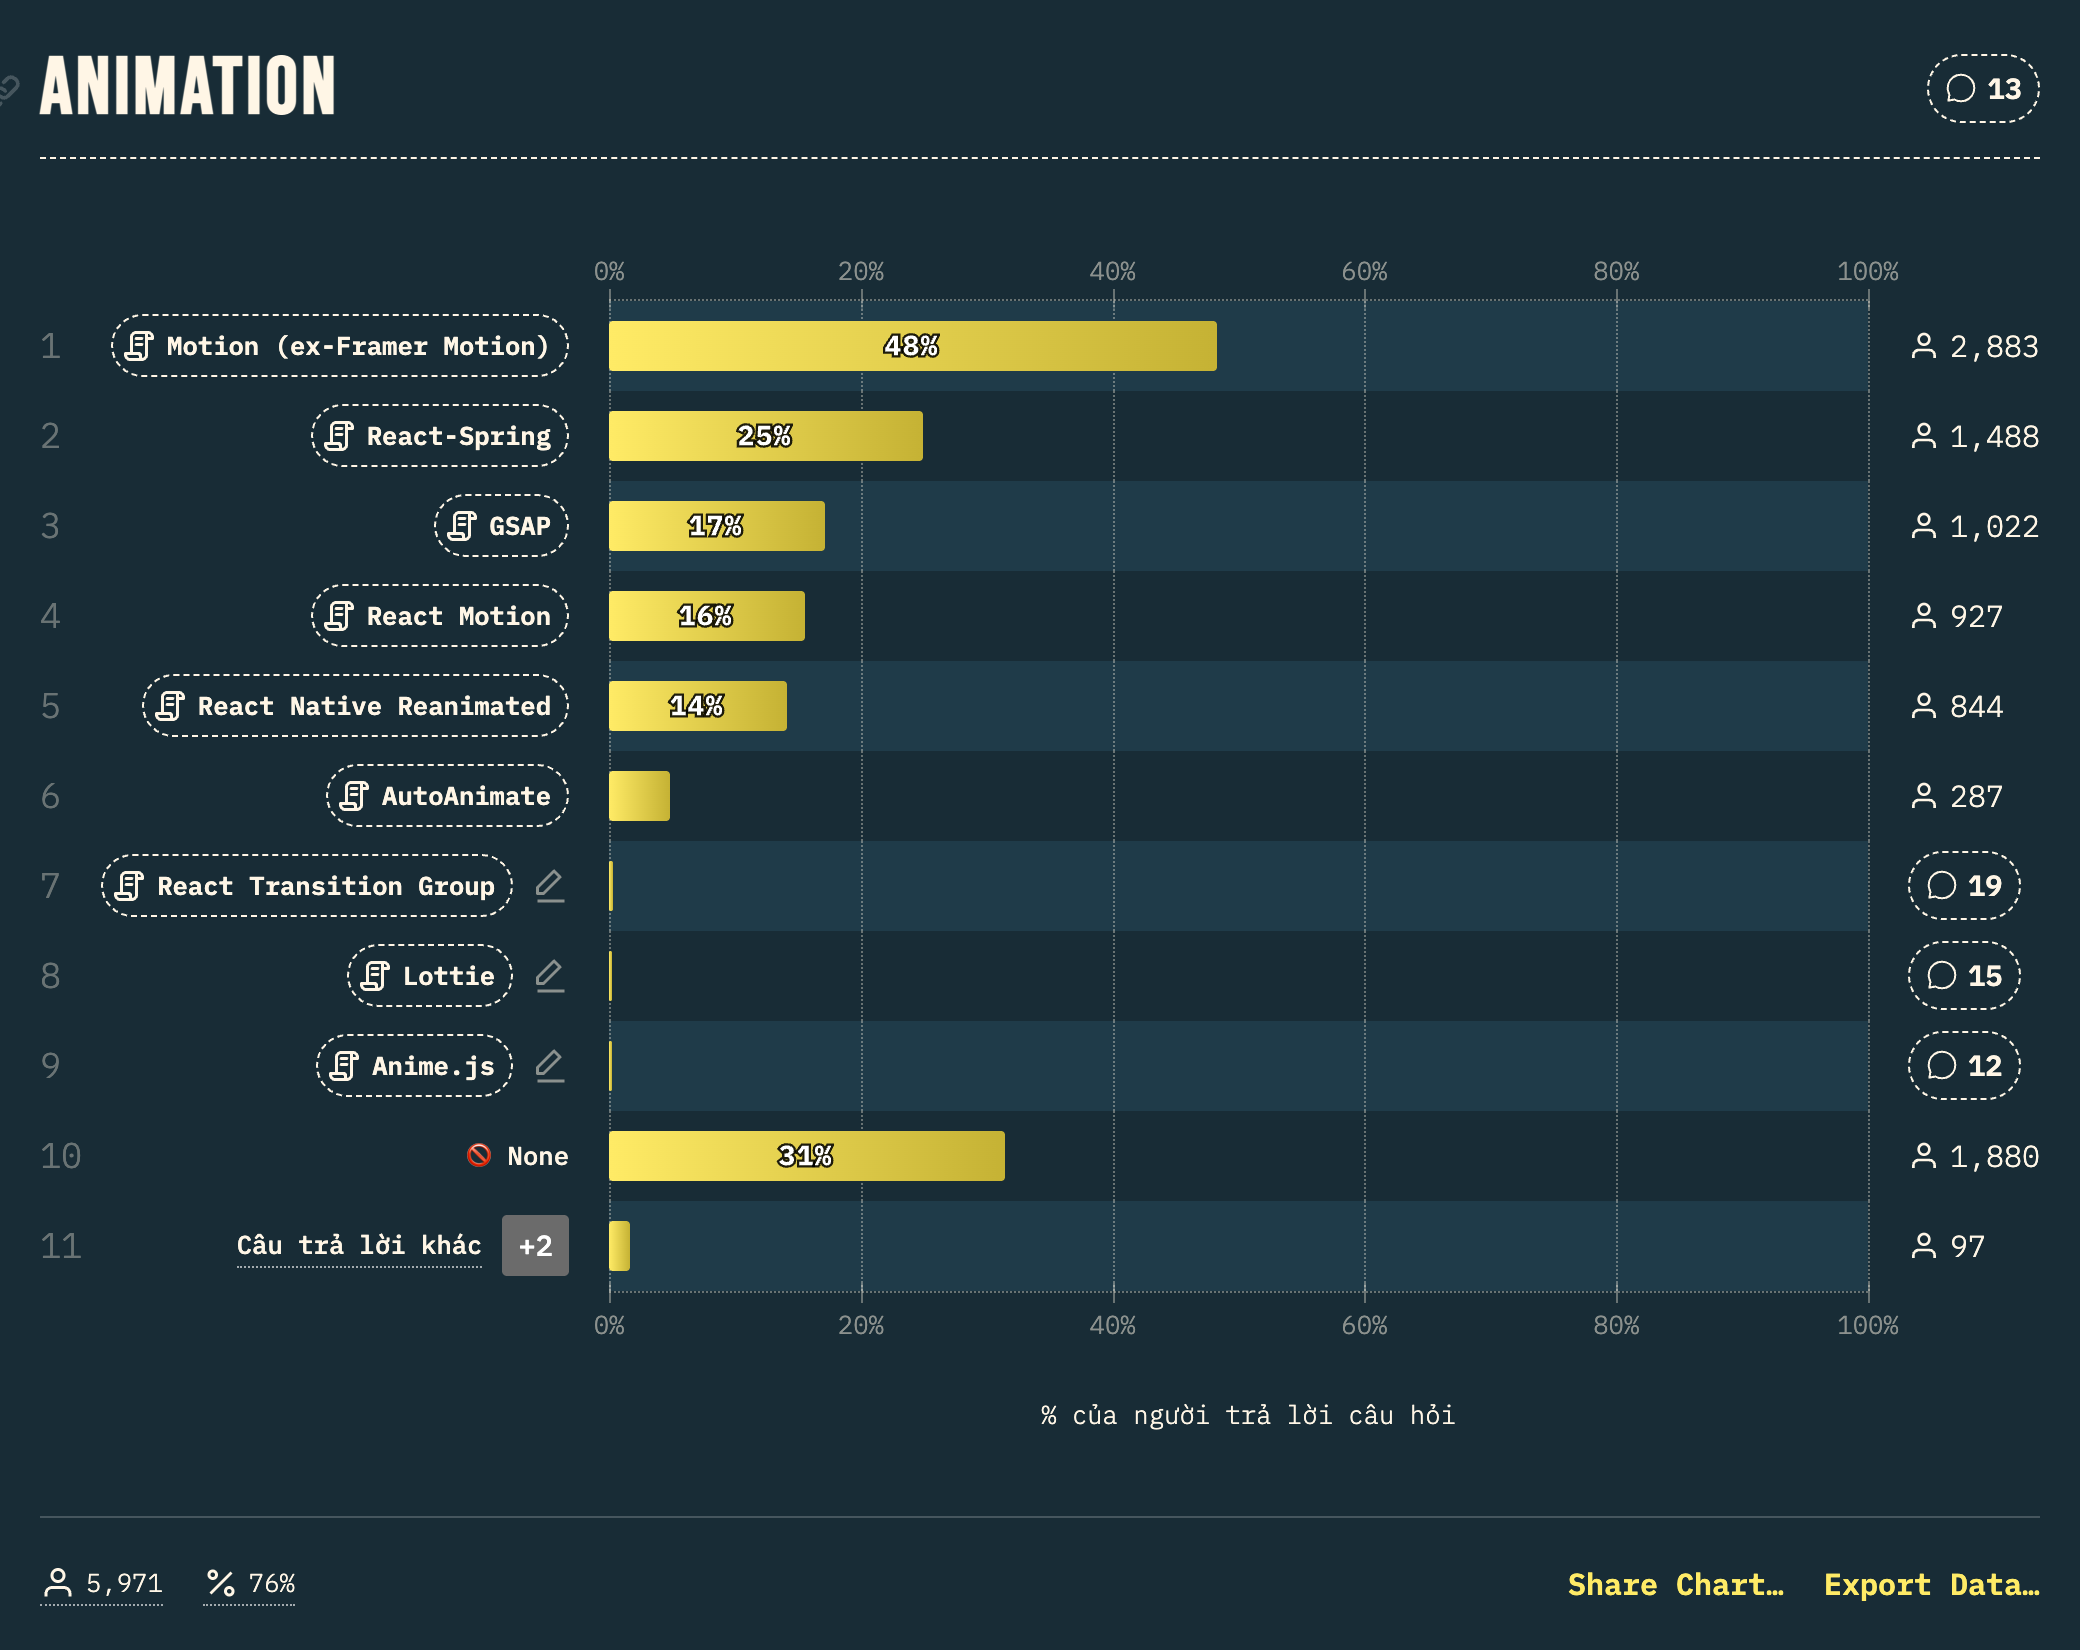 ANIMATION
13
0% 20% 40% 60% 80% 100%
1 Motion (ex-Framer Motion) 48% 2,883
2 React-Spring 25% 1,488
3 GSAP 17% 1,022
4 React Motion 16% 927
5 React Native Reanimated 14% 844
6 AutoAnimate 287
7 React Transition Group 19
8 Lottie 15
9 Anime.js 12
10 None 31% 1,880
11 Câu trả lời khác +2 97
0% 20% 40% 60% 80% 100%
% của người trả lời câu hỏi
5,971 76% Share Chart… Export Data…